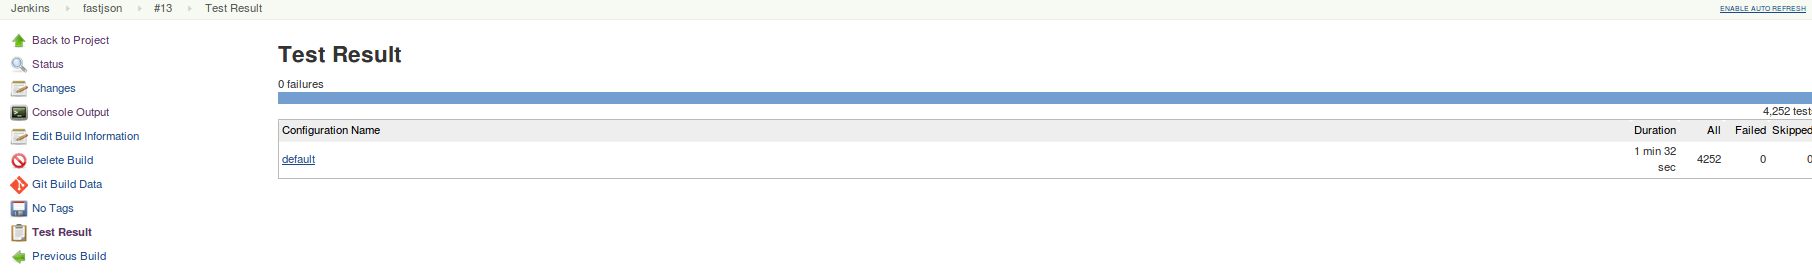 Jenkins fastjson #13 Test Result ENABLE AUTO REFRESH
Back to Project
Status
Changes
Console Output
Edit Build Information
Delete Build
Git Build Data
No Tags
Test Result
Previous Build
Test Result
0 failures
4,252 tests
Configuration Name Duration All Failed Skipped
default 1 min 32 4252 0 0
sec